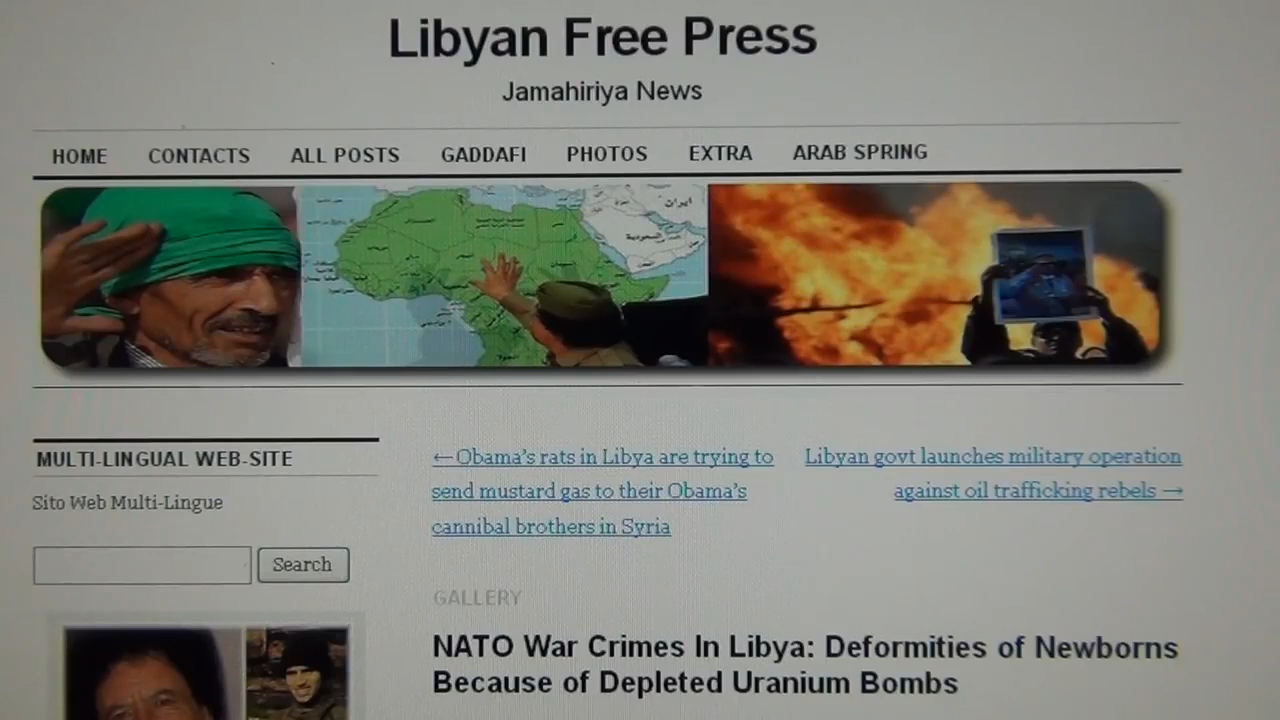 Libyan Free Press
Jamahiriya News
HOME CONTACTS ALL POSTS GADDAFI PHOTOS EXTRA ARAB SPRING
ايران
السعودية
MULTI-LINGUAL WEB-SITE
Sito Web Multi-Lingue
Search
←Obama's rats in Libya are trying to
send mustard gas to their Obama's
cannibal brothers in Syria
Libyan govt launches military operation
against oil trafficking rebels →
GALLERY
NATO War Crimes In Libya: Deformities of Newborns
Because of Depleted Uranium Bombs